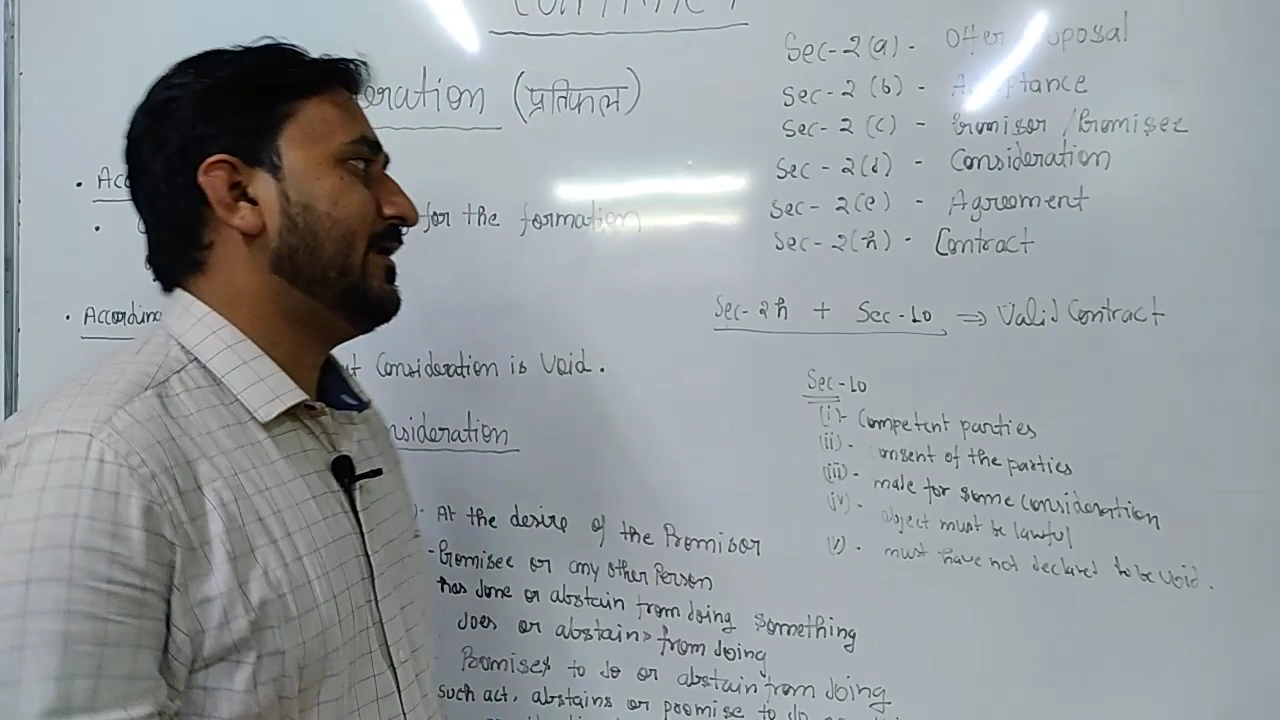 CONTRACT
eration (प्रतिफल)
for the formation
According
t Consideration is Void.
nsideration
- At the desire of the Promisor
- Promisee or any other Person
has done or abstain from doing something
does or abstains from doing
Promises to do or abstain from doing
such act, abstains or promise to do
Sec-2(a) - Offer oposal
Sec-2(b) - Acceptance
Sec-2(c) - Promisor/Promisee
Sec-2(d) - Consideration
Sec-2(e) - Agreement
Sec-2(h) - Contract
Sec-2h + Sec-10 ⇒ Valid Contract
Sec-10
(i)- Competent parties
(ii)- onsent of the parties
(iii)- made for some consideration
(iv)- object must be lawful
(v)- must have not declared to be void.